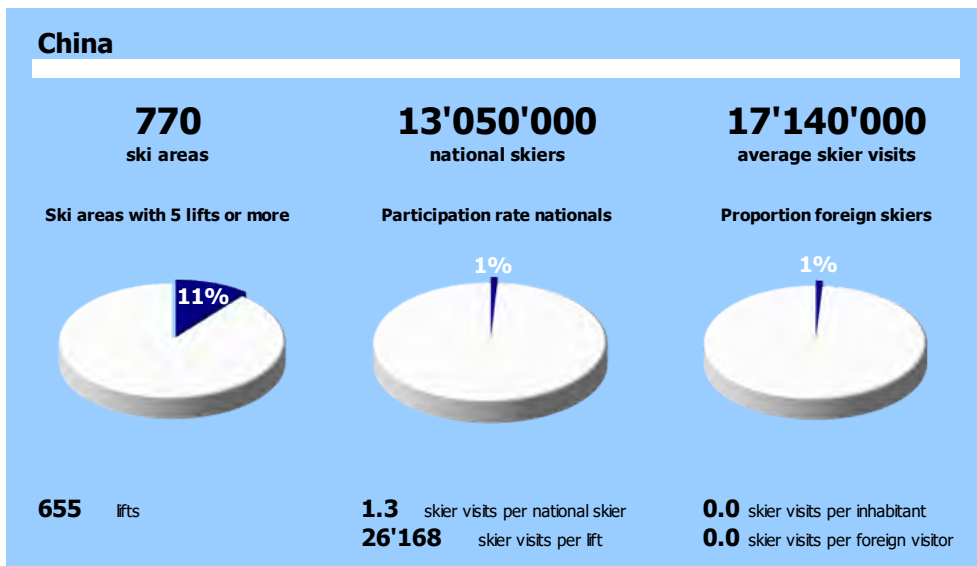 China
770
ski areas
13'050'000
national skiers
17'140'000
average skier visits
Ski areas with 5 lifts or more
Participation rate nationals
Proportion foreign skiers
11%
1%
1%
655 lifts
1.3 skier visits per national skier
26'168 skier visits per lift
0.0 skier visits per inhabitant
0.0 skier visits per foreign visitor